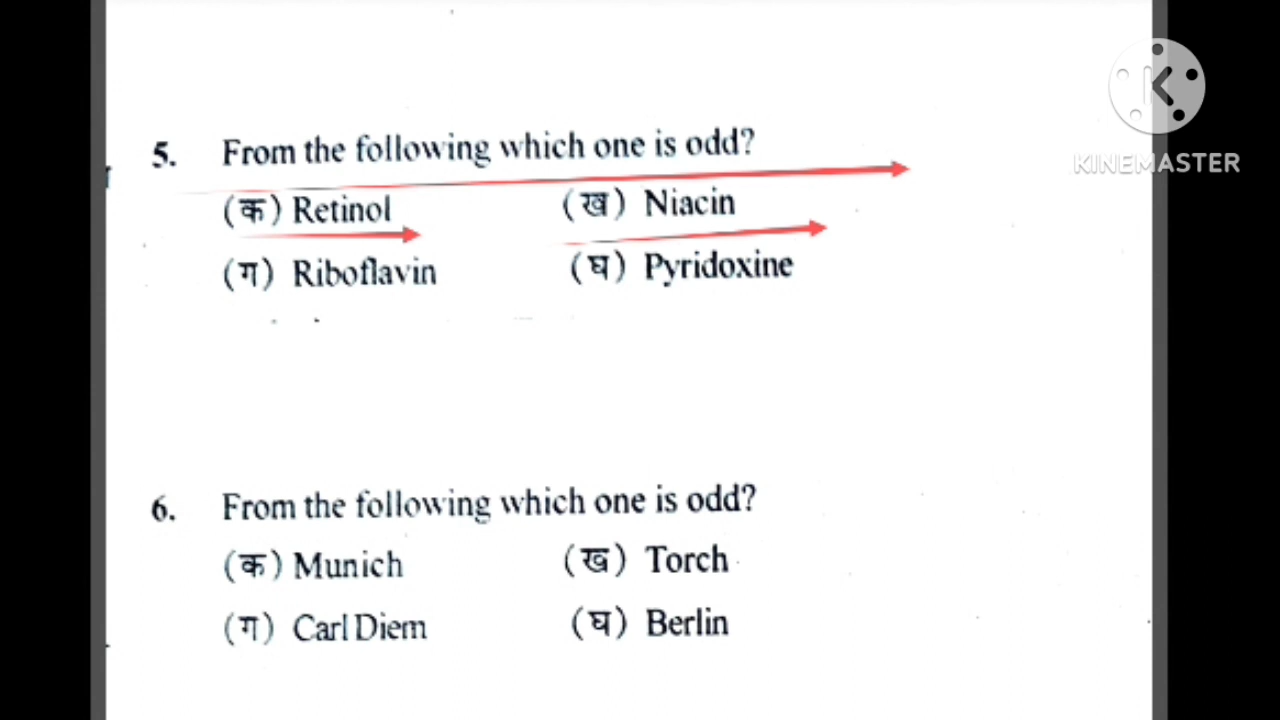 KINEMASTER
5. From the following which one is odd?
(क) Retinol (ख) Niacin
(ग) Riboflavin (घ) Pyridoxine
6. From the following which one is odd?
(क) Munich (ख) Torch
(ग) Carl Diem (घ) Berlin